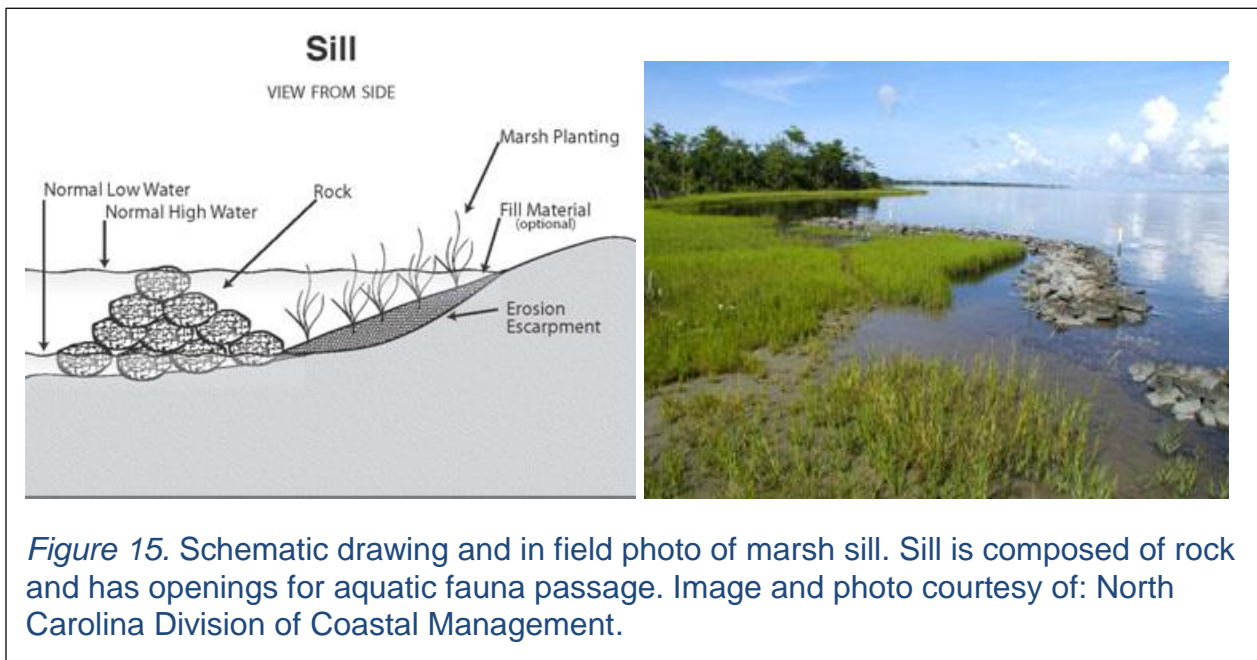 Sill
VIEW FROM SIDE
Marsh Planting
Normal Low Water
Rock
Normal High Water
Fill Material
(optional)
Erosion
Escarpment
Figure 15. Schematic drawing and in field photo of marsh sill. Sill is composed of rock
and has openings for aquatic fauna passage. Image and photo courtesy of: North
Carolina Division of Coastal Management.